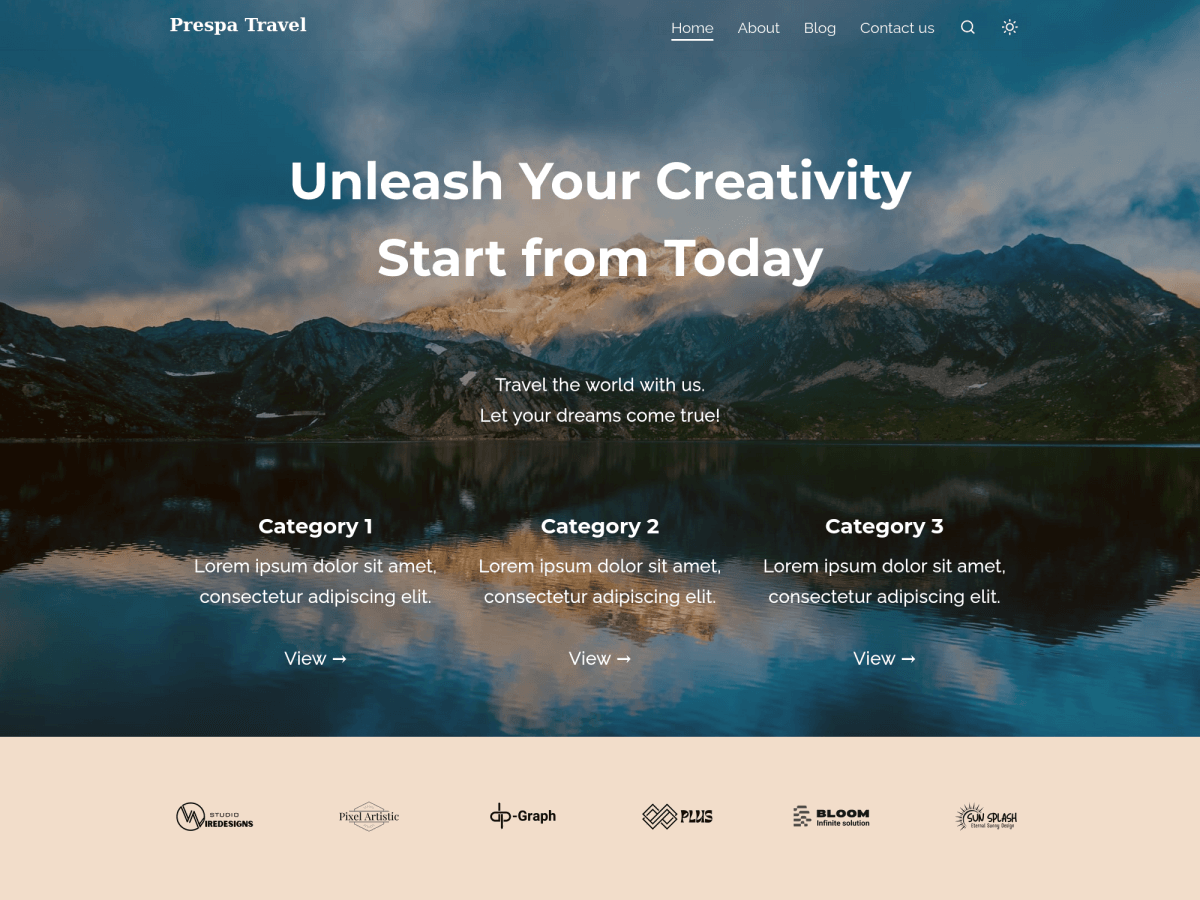 Prespa Travel
Home About Blog Contact us
Unleash Your Creativity
Start from Today
Travel the world with us.
Let your dreams come true!
Category 1
Lorem ipsum dolor sit amet,
consectetur adipiscing elit.
View →
Category 2
Lorem ipsum dolor sit amet,
consectetur adipiscing elit.
View →
Category 3
Lorem ipsum dolor sit amet,
consectetur adipiscing elit.
View →
STUDIO
WIREDESIGNS
Pixel Artistic
dp-Graph
PLUS
BLOOM
Infinite solution
SUN SPLASH
Eternal Sunny Design